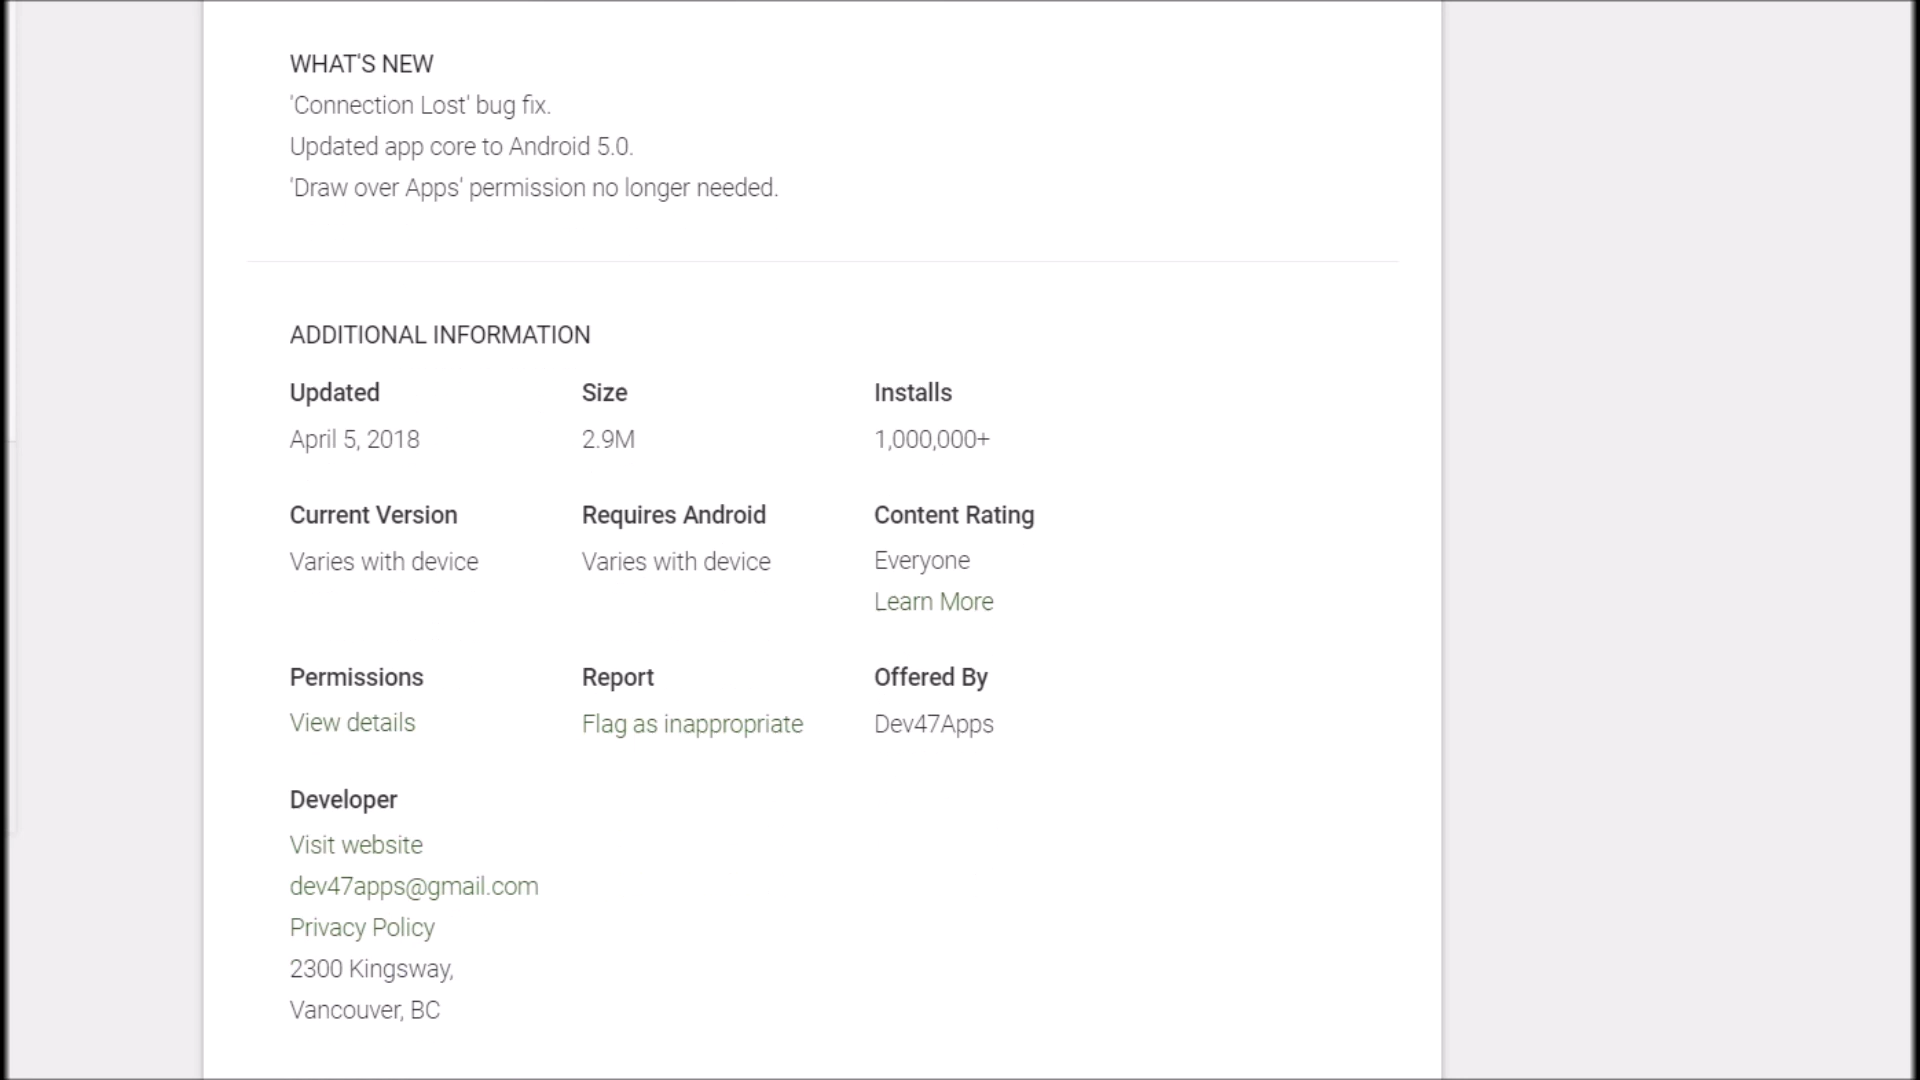 WHAT'S NEW
'Connection Lost' bug fix.
Updated app core to Android 5.0.
'Draw over Apps' permission no longer needed.
ADDITIONAL INFORMATION
Updated
Size
Installs
April 5, 2018
2.9M
1,000,000+
Current Version
Requires Android
Content Rating
Varies with device
Varies with device
Everyone
Learn More
Permissions
Report
Offered By
View details
Flag as inappropriate
Dev47Apps
Developer
Visit website
dev47apps@gmail.com
Privacy Policy
2300 Kingsway,
Vancouver, BC